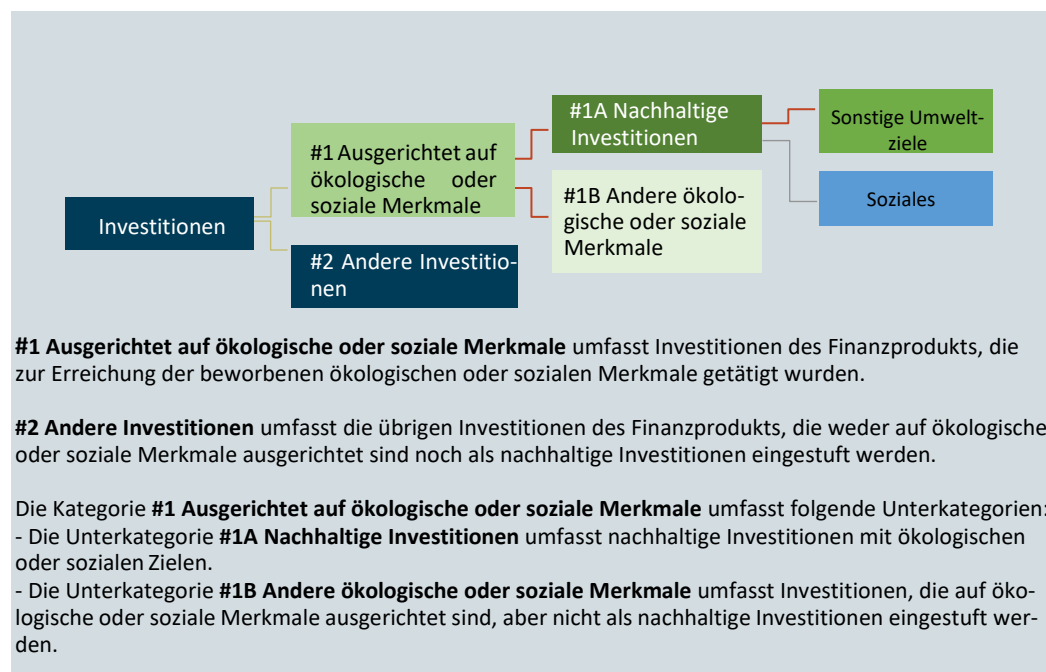 #1A Nachhaltige
Investitionen
Sonstige Umwelt-
ziele
#1 Ausgerichtet auf
ökologische oder
soziale Merkmale
#1B Andere ökolo-
gische oder soziale
Merkmale
Soziales
Investitionen
#2 Andere Investitio-
nen
#1 Ausgerichtet auf ökologische oder soziale Merkmale umfasst Investitionen des Finanzprodukts, die
zur Erreichung der beworbenen ökologischen oder sozialen Merkmale getätigt wurden.
#2 Andere Investitionen umfasst die übrigen Investitionen des Finanzprodukts, die weder auf ökologische
oder soziale Merkmale ausgerichtet sind noch als nachhaltige Investitionen eingestuft werden.
Die Kategorie #1 Ausgerichtet auf ökologische oder soziale Merkmale umfasst folgende Unterkategorien:
- Die Unterkategorie #1A Nachhaltige Investitionen umfasst nachhaltige Investitionen mit ökologischen
oder sozialen Zielen.
- Die Unterkategorie #1B Andere ökologische oder soziale Merkmale umfasst Investitionen, die auf öko-
logische oder soziale Merkmale ausgerichtet sind, aber nicht als nachhaltige Investitionen eingestuft wer-
den.